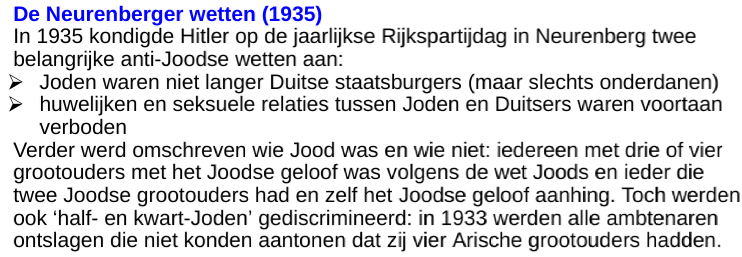 De Neurenberger wetten (1935)
In 1935 kondigde Hitler op de jaarlijkse Rijkspartijdag in Neurenberg twee
belangrijke anti-Joodse wetten aan:
➢ Joden waren niet langer Duitse staatsburgers (maar slechts onderdanen)
➢ huwelijken en seksuele relaties tussen Joden en Duitsers waren voortaan
verboden
Verder werd omschreven wie Jood was en wie niet: iedereen met drie of vier
grootouders met het Joodse geloof was volgens de wet Joods en ieder die
twee Joodse grootouders had en zelf het Joodse geloof aanhing. Toch werden
ook ‘half- en kwart-Joden’ gediscrimineerd: in 1933 werden alle ambtenaren
ontslagen die niet konden aantonen dat zij vier Arische grootouders hadden.